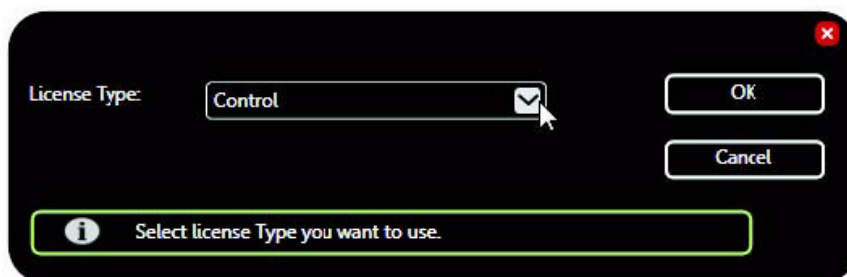 License Type:
Control
OK
Cancel
Select license Type you want to use.